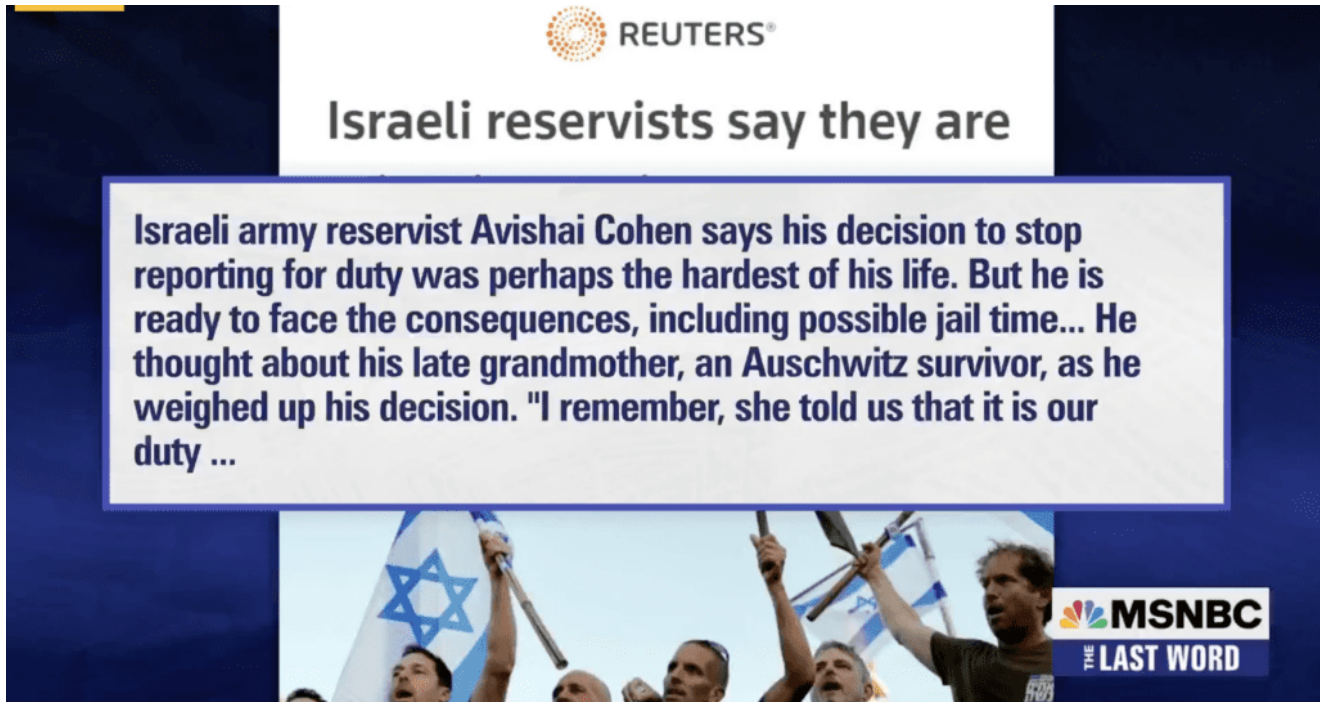 REUTERS®
Israeli reservists say they are
Israeli army reservist Avishai Cohen says his decision to stop
reporting for duty was perhaps the hardest of his life. But he is
ready to face the consequences, including possible jail time... He
thought about his late grandmother, an Auschwitz survivor, as he
weighed up his decision. "I remember, she told us that it is our
duty ...
MSNBC
THE LAST WORD